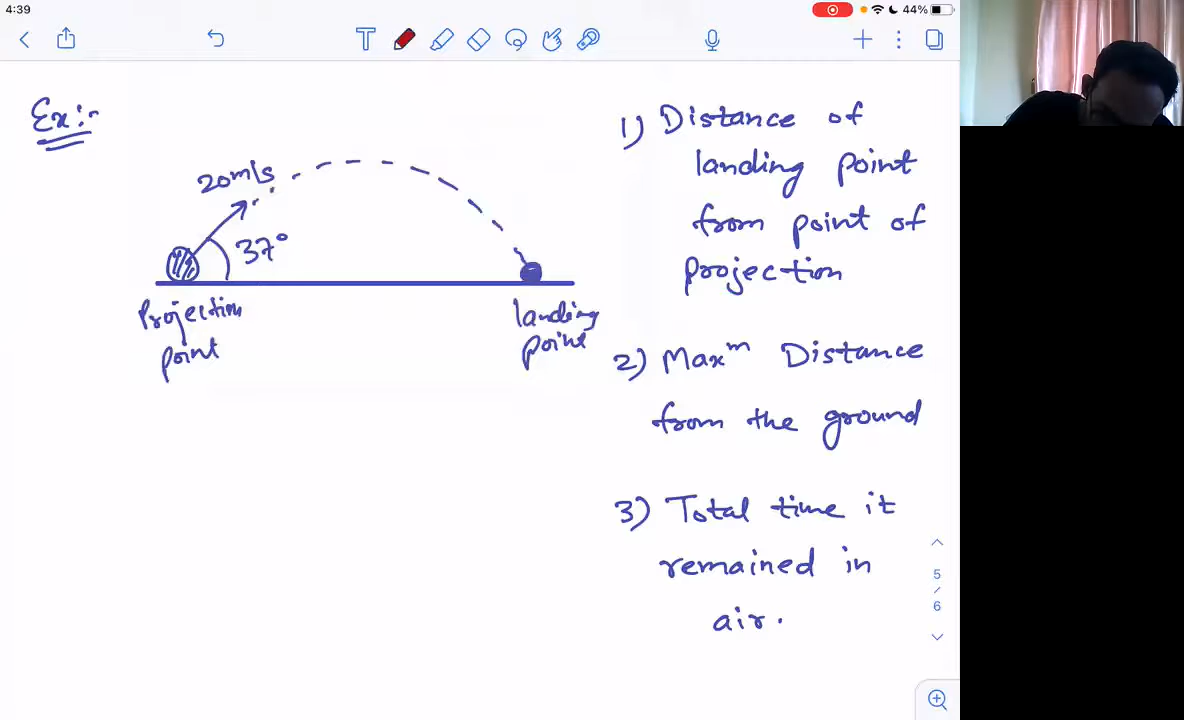 4:39
44%
Ex:-
20m/s
37°
Projection
point
landing
point
1) Distance of
landing point
from point of
projection
2) Maxᵐ Distance
from the ground
3) Total time it
remained in
air.
5
/
6